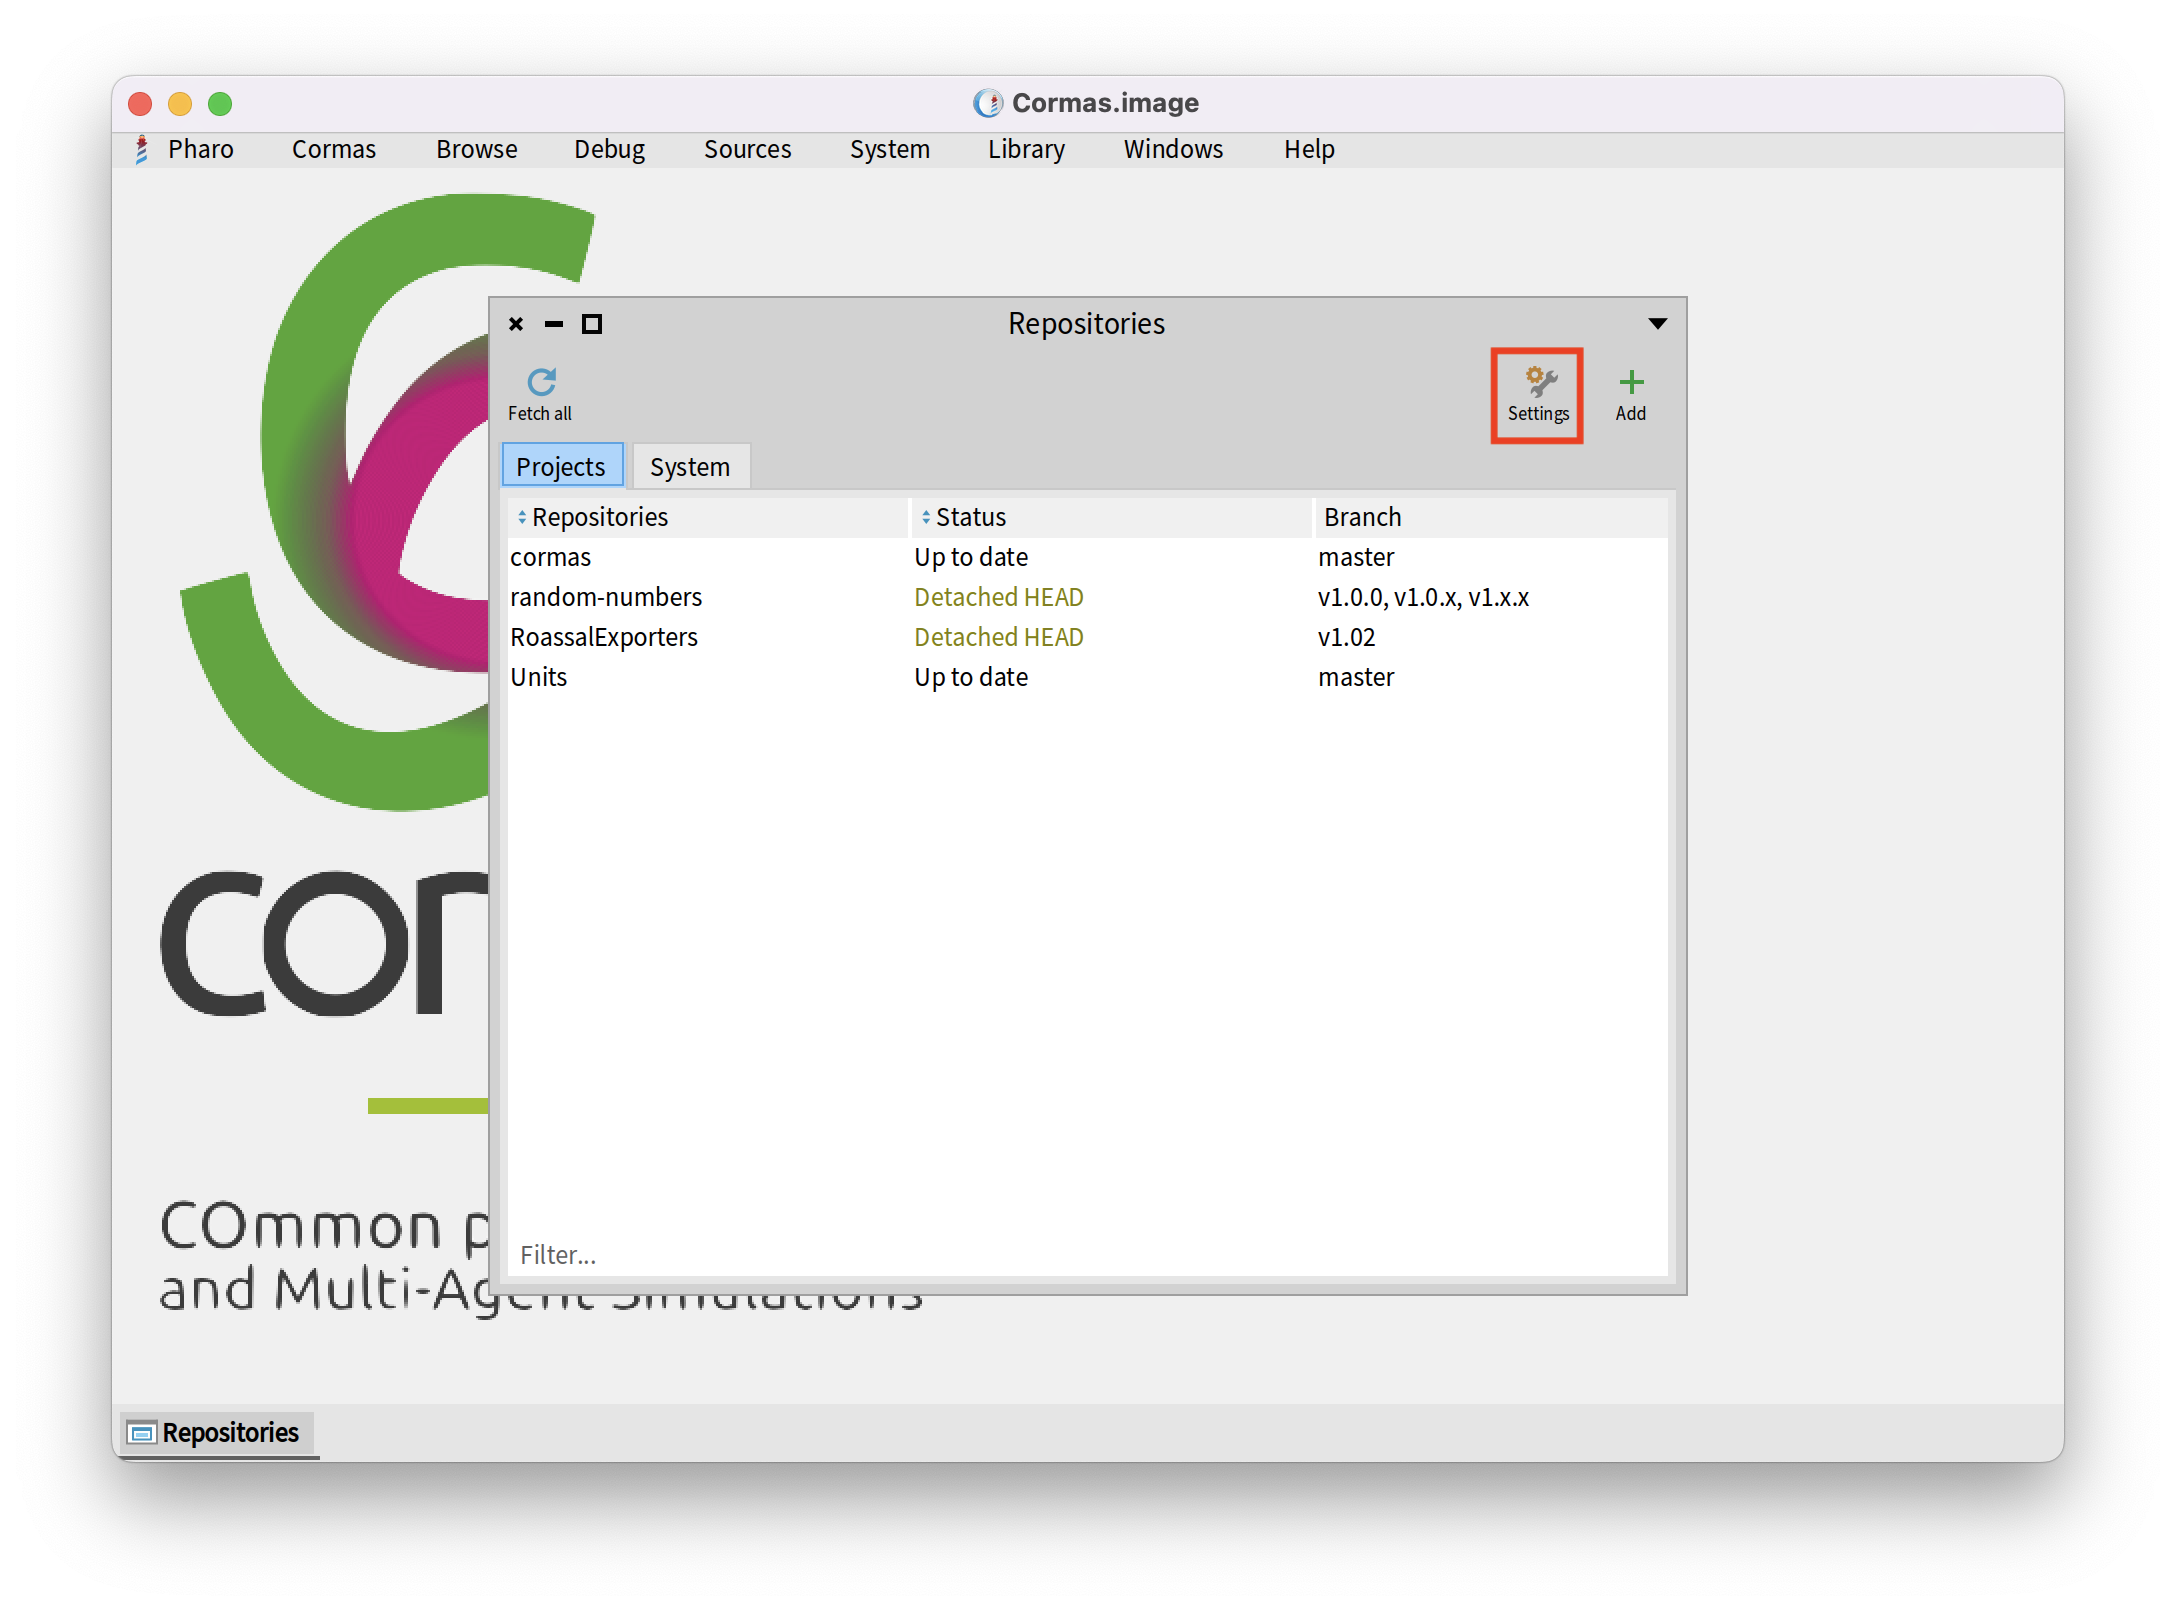 Cormas.image
Pharo Cormas Browse Debug Sources System Library Windows Help
Repositories
Fetch all Settings Add
Projects System
Repositories Status Branch
cormas Up to date master
random-numbers Detached HEAD v1.0.0, v1.0.x, v1.x.x
RoassalExporters Detached HEAD v1.02
Units Up to date master
Filter...
cor
COmmon p
and Multi-Agent Simulations
Repositories